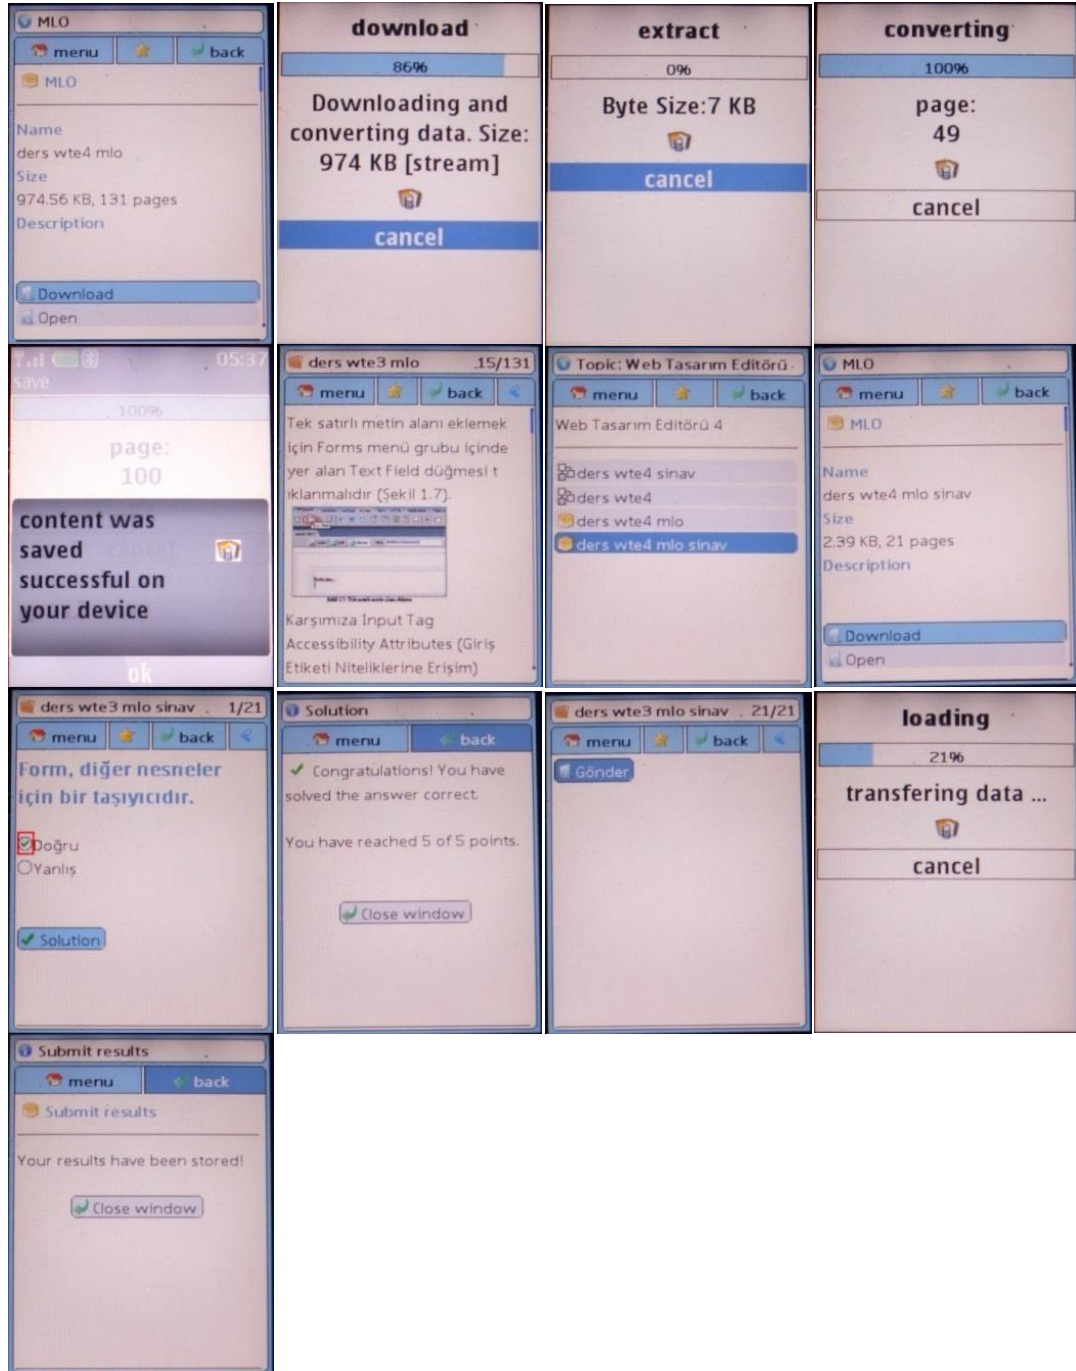 MLO
menu
back
MLO
Name
ders wte4 mlo
Size
974.56 KB, 131 pages
Description
Download
Open
download
86%
Downloading and
converting data. Size:
974 KB [stream]
cancel
extract
0%
Byte Size:7 KB
cancel
converting
100%
page:
49
cancel
05:37
save
100%
page:
100
cancel
content was
saved
successful on
your device
ok
ders wte3 mlo 15/131
menu
back
Tek satırlı metin alanı eklemek
için Forms menü grubu içinde
yer alan Text Field düğmesi t
ıklanmalıdır (Şekil 1.7).
Karşımıza Input Tag
Accessibility Attributes (Giriş
Etiketi Niteliklerine Erişim)
Topic: Web Tasarım Editörü
menu
back
Web Tasarım Editörü 4
ders wte4 sinav
ders wte4
ders wte4 mlo
ders wte4 mlo sinav
MLO
menu
back
MLO
Name
ders wte4 mlo sinav
Size
2.39 KB, 21 pages
Description
Download
Open
ders wte3 mlo sinav 1/21
menu
back
Form, diğer nesneler
için bir taşıyıcıdır.
Doğru
Yanlış
Solution
Solution
menu
back
Congratulations! You have
solved the answer correct.
You have reached 5 of 5 points.
Close window
ders wte3 mlo sinav 21/21
menu
back
Gönder
loading
21%
transfering data ...
cancel
Submit results
menu
back
Submit results
Your results have been stored!
Close window